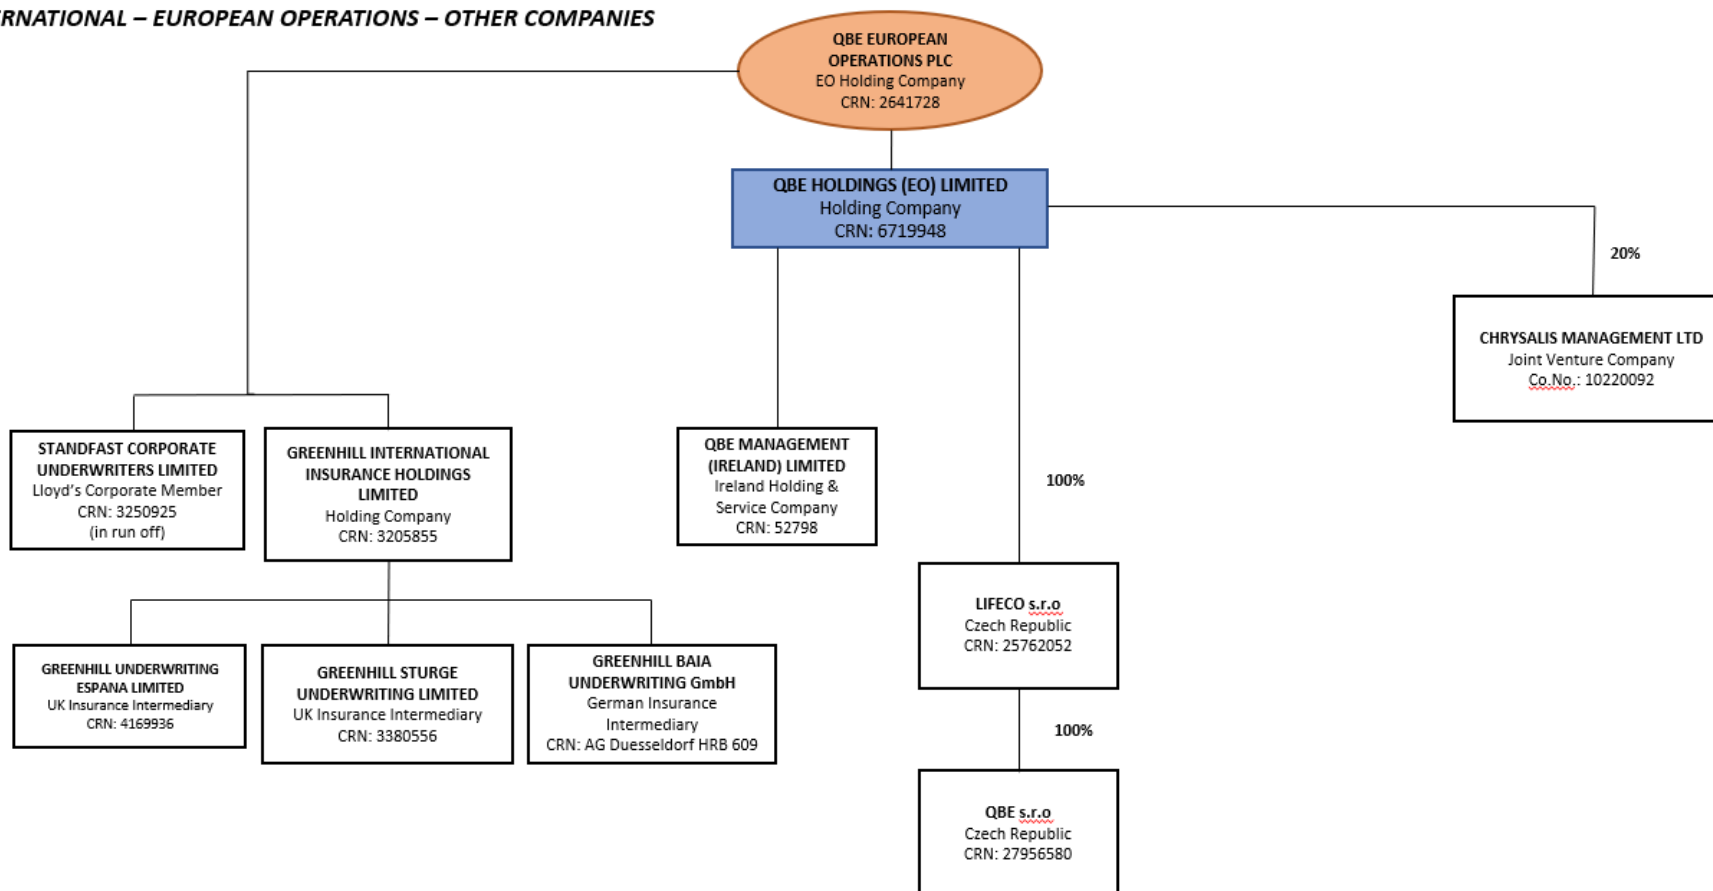 ERNATIONAL – EUROPEAN OPERATIONS – OTHER COMPANIES
QBE EUROPEAN
OPERATIONS PLC
EO Holding Company
CRN: 2641728
QBE HOLDINGS (EO) LIMITED
Holding Company
CRN: 6719948
20%
CHRYSALIS MANAGEMENT LTD
Joint Venture Company
Co.No.: 10220092
STANDFAST CORPORATE
UNDERWRITERS LIMITED
Lloyd's Corporate Member
CRN: 3250925
(in run off)
GREENHILL INTERNATIONAL
INSURANCE HOLDINGS
LIMITED
Holding Company
CRN: 3205855
QBE MANAGEMENT
(IRELAND) LIMITED
Ireland Holding &
Service Company
CRN: 52798
100%
LIFECO s.r.o
Czech Republic
CRN: 25762052
GREENHILL UNDERWRITING
ESPANA LIMITED
UK Insurance Intermediary
CRN: 4169936
GREENHILL STURGE
UNDERWRITING LIMITED
UK Insurance Intermediary
CRN: 3380556
GREENHILL BAIA
UNDERWRITING GmbH
German Insurance
Intermediary
CRN: AG Duesseldorf HRB 609
100%
QBE s.r.o
Czech Republic
CRN: 27956580